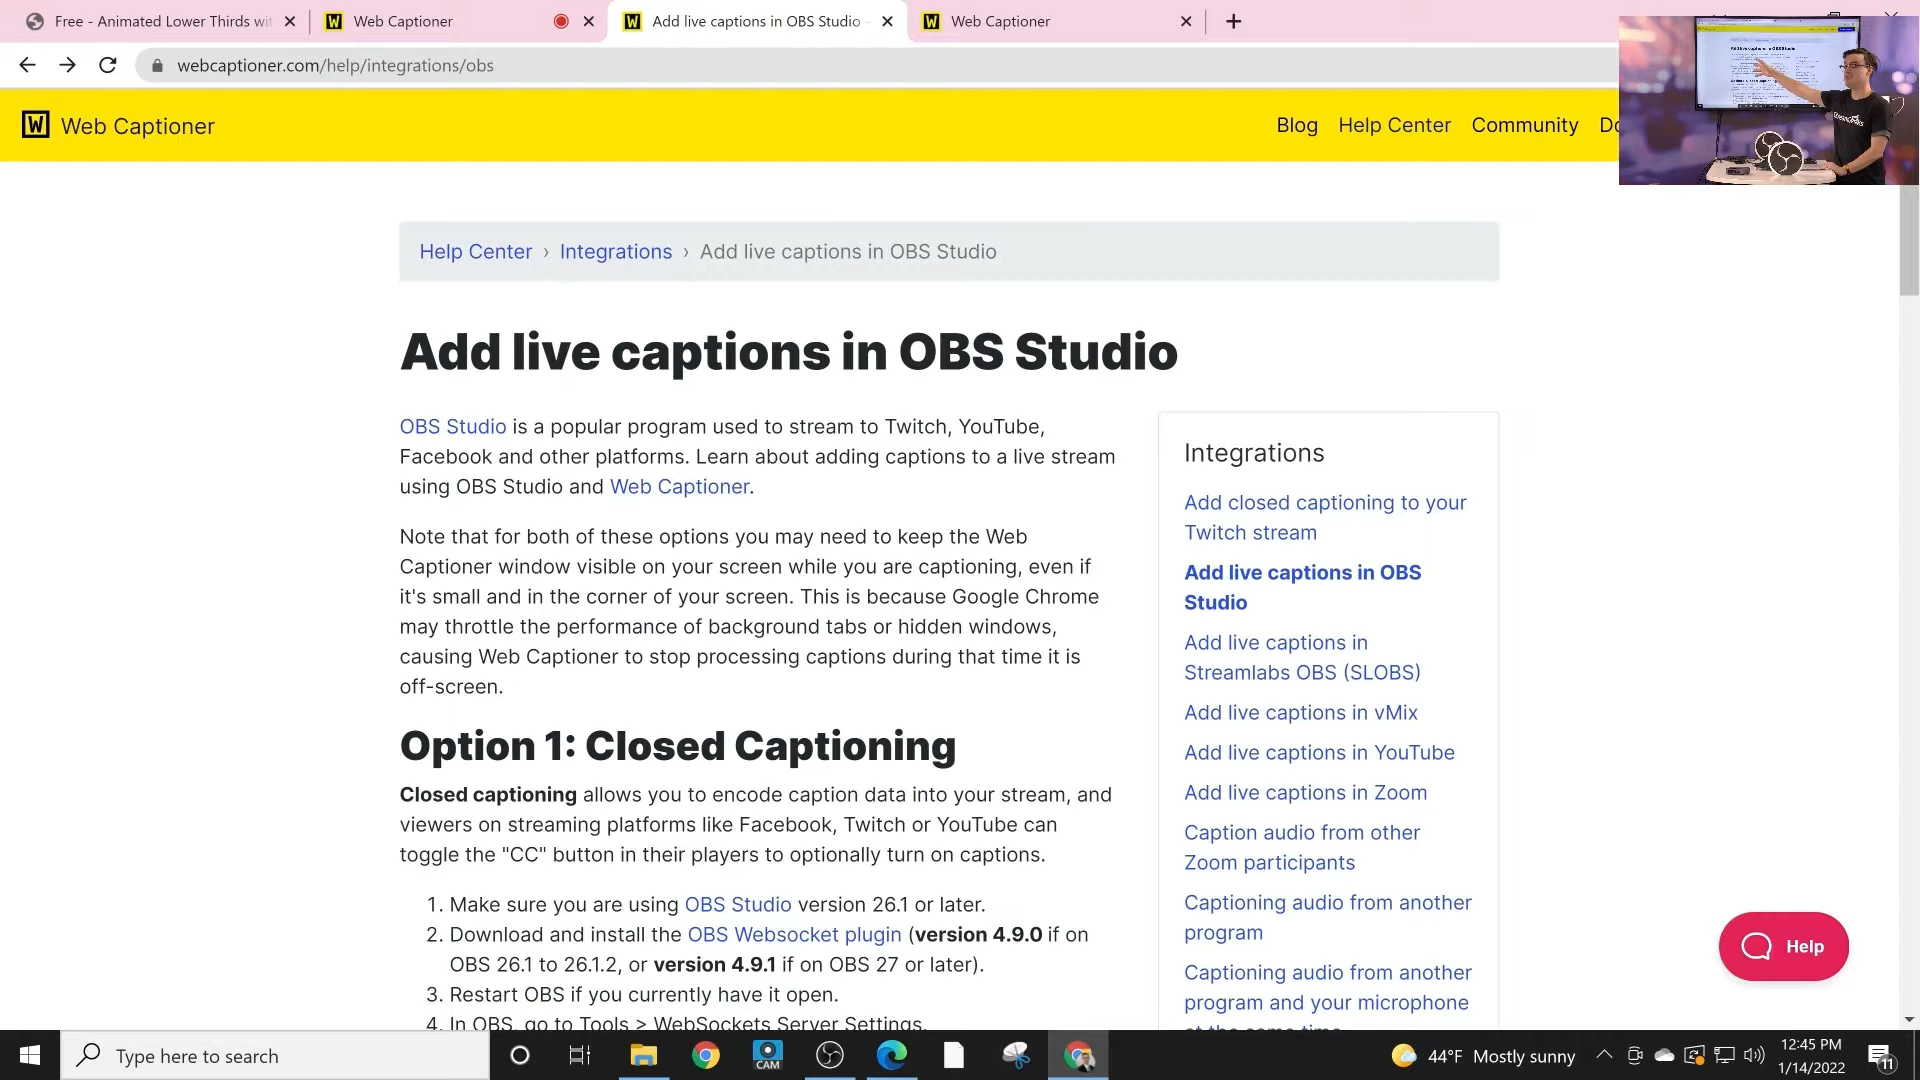 Free - Animated Lower Thirds wit
Web Captioner
Add live captions in OBS Studio -
Web Captioner
webcaptioner.com/help/integrations/obs
W Web Captioner
Blog
Help Center
Community
Help Center › Integrations › Add live captions in OBS Studio
Add live captions in OBS Studio
OBS Studio is a popular program used to stream to Twitch, YouTube,
Facebook and other platforms. Learn about adding captions to a live stream
using OBS Studio and Web Captioner.
Note that for both of these options you may need to keep the Web
Captioner window visible on your screen while you are captioning, even if
it's small and in the corner of your screen. This is because Google Chrome
may throttle the performance of background tabs or hidden windows,
causing Web Captioner to stop processing captions during that time it is
off-screen.
Option 1: Closed Captioning
Closed captioning allows you to encode caption data into your stream, and
viewers on streaming platforms like Facebook, Twitch or YouTube can
toggle the "CC" button in their players to optionally turn on captions.
1. Make sure you are using OBS Studio version 26.1 or later.
2. Download and install the OBS Websocket plugin (version 4.9.0 if on
OBS 26.1 to 26.1.2, or version 4.9.1 if on OBS 27 or later).
3. Restart OBS if you currently have it open.
4. In OBS, go to Tools > WebSockets Server Settings.
Integrations
Add closed captioning to your
Twitch stream
Add live captions in OBS
Studio
Add live captions in
Streamlabs OBS (SLOBS)
Add live captions in vMix
Add live captions in YouTube
Add live captions in Zoom
Caption audio from other
Zoom participants
Captioning audio from another
program
Captioning audio from another
program and your microphone
at the same time
Help
Type here to search
CAM
44°F Mostly sunny
12:45 PM
1/14/2022
11